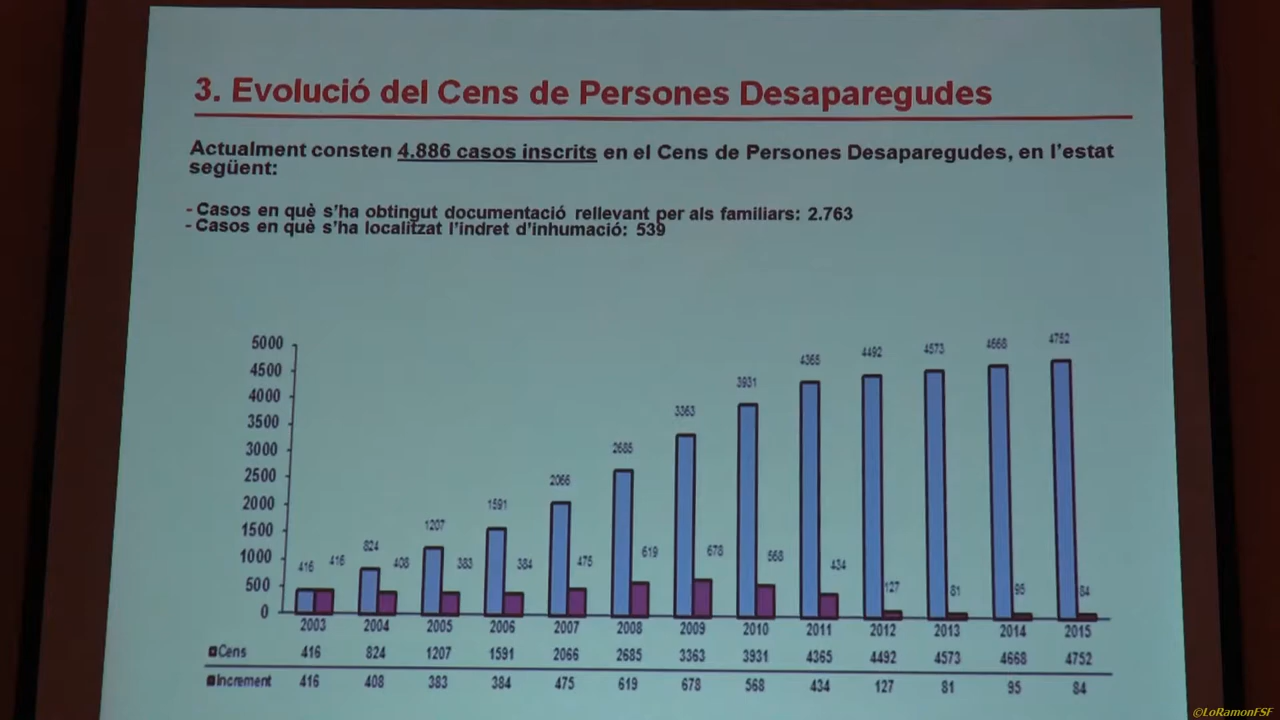 3. Evolució del Cens de Persones Desaparegudes
Actualment consten 4.886 casos inscrits en el Cens de Persones Desaparegudes, en l'estat
següent:
- Casos en què s'ha obtingut documentació rellevant per als familiars: 2.763
- Casos en què s'ha localitzat l'indret d'inhumació: 539
5000
4500
4000
3500
3000
2500
2000
1500
1000
500
0
416 824 1207 1591 2066 2685 3363 3931 4365 4492 4573 4668 4752
416 408 383 384 475 619 678 568 434 127 81 95 84
2003 2004 2005 2006 2007 2008 2009 2010 2011 2012 2013 2014 2015
Cens 416 824 1207 1591 2066 2685 3363 3931 4365 4492 4573 4668 4752
Increment 416 408 383 384 475 619 678 568 434 127 81 95 84
©LoRamonFSF